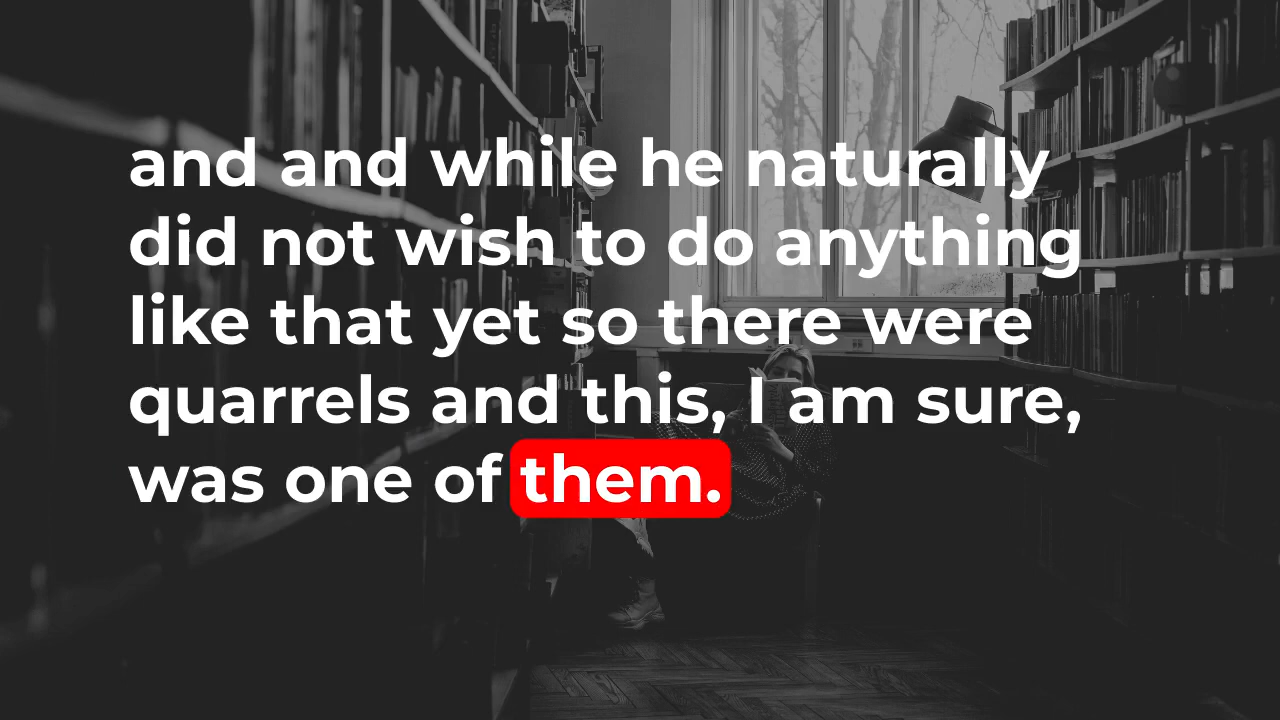 and and while he naturally
did not wish to do anything
like that yet so there were
quarrels and this, I am sure,
was one of them.